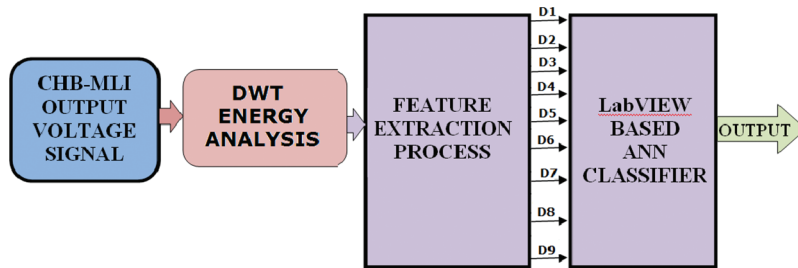 CHB-MLI
OUTPUT
VOLTAGE
SIGNAL
DWT
ENERGY
ANALYSIS
FEATURE
EXTRACTION
PROCESS
D1
D2
D3
D4
D5
D6
D7
D8
D9
LabVIEW
BASED
ANN
CLASSIFIER
OUTPUT